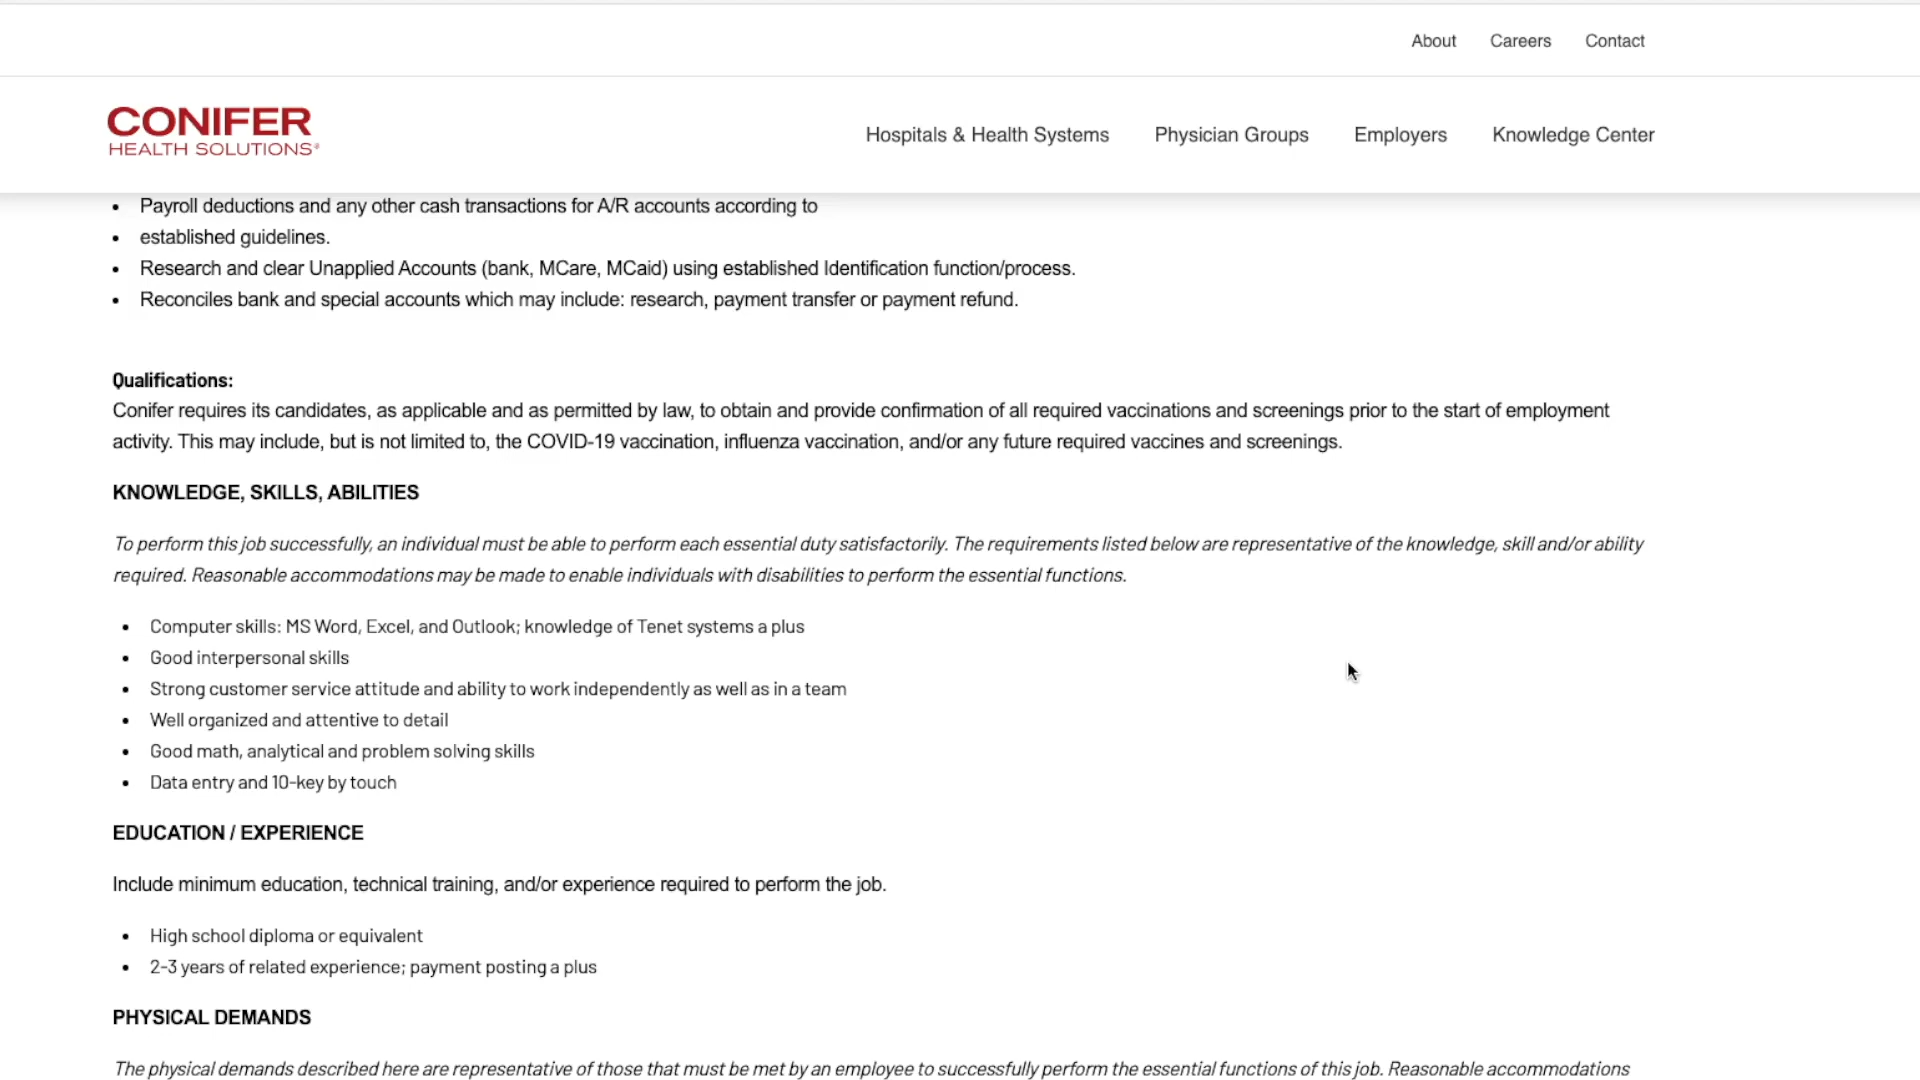 About Careers Contact
CONIFER
HEALTH SOLUTIONS®
Hospitals & Health Systems Physician Groups Employers Knowledge Center
• Payroll deductions and any other cash transactions for A/R accounts according to
• established guidelines.
• Research and clear Unapplied Accounts (bank, MCare, MCaid) using established Identification function/process.
• Reconciles bank and special accounts which may include: research, payment transfer or payment refund.
Qualifications:
Conifer requires its candidates, as applicable and as permitted by law, to obtain and provide confirmation of all required vaccinations and screenings prior to the start of employment
activity. This may include, but is not limited to, the COVID-19 vaccination, influenza vaccination, and/or any future required vaccines and screenings.
KNOWLEDGE, SKILLS, ABILITIES
To perform this job successfully, an individual must be able to perform each essential duty satisfactorily. The requirements listed below are representative of the knowledge, skill and/or ability
required. Reasonable accommodations may be made to enable individuals with disabilities to perform the essential functions.
• Computer skills: MS Word, Excel, and Outlook; knowledge of Tenet systems a plus
• Good interpersonal skills
• Strong customer service attitude and ability to work independently as well as in a team
• Well organized and attentive to detail
• Good math, analytical and problem solving skills
• Data entry and 10-key by touch
EDUCATION / EXPERIENCE
Include minimum education, technical training, and/or experience required to perform the job.
• High school diploma or equivalent
• 2-3 years of related experience; payment posting a plus
PHYSICAL DEMANDS
The physical demands described here are representative of those that must be met by an employee to successfully perform the essential functions of this job. Reasonable accommodations